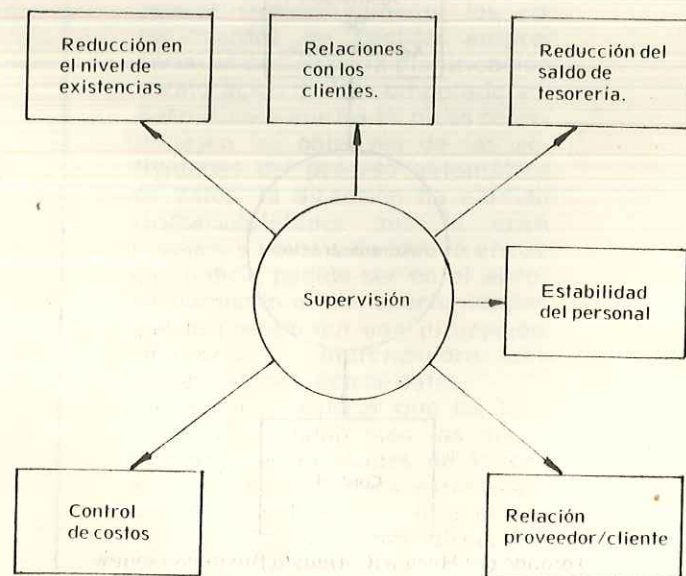 Reducción en
el nivel de
existencias
Relaciones
con los
clientes.
Reducción del
saldo de
tesorería.
Supervisión
Estabilidad
del personal
Control
de costos
Relación
proveedor/cliente